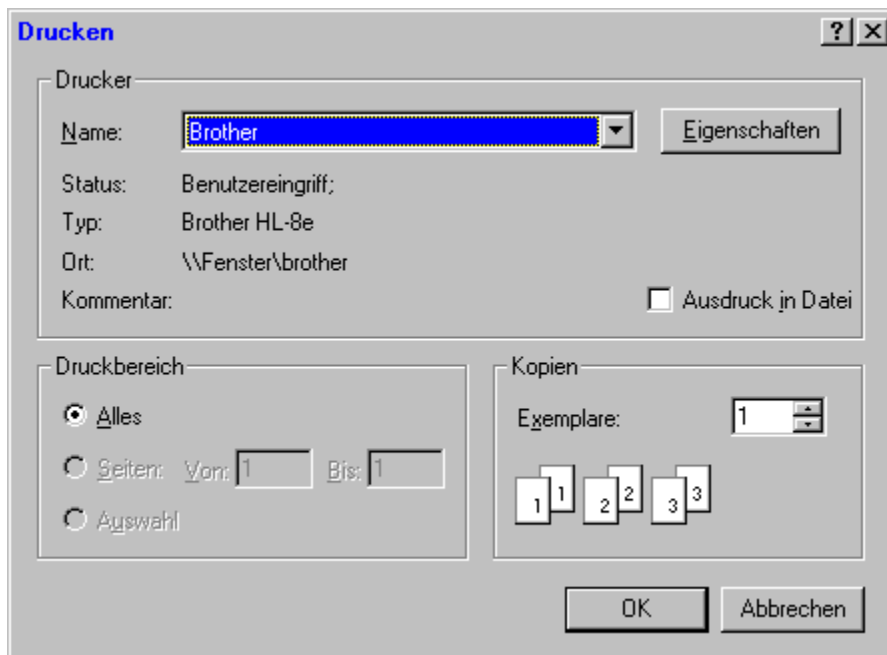 Drucken
Drucker
Name: Brother Eigenschaften
Status: Benutzereingriff;
Typ: Brother HL-8e
Ort: \\Fenster\brother
Kommentar: Ausdruck in Datei
Druckbereich
Alles
Seiten: Von: 1 Bis: 1
Auswahl
Kopien
Exemplare: 1
1 1 2 2 3 3
OK Abbrechen